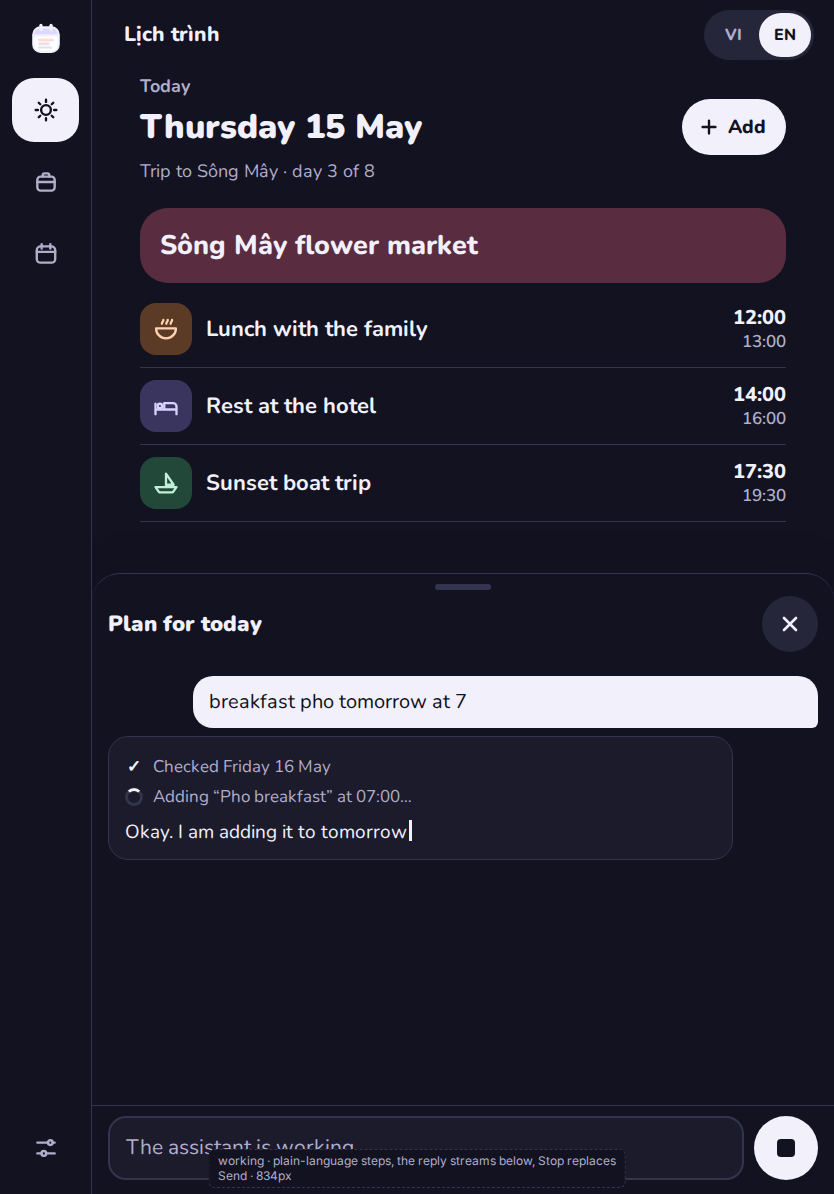 Lịch trình
VI
EN
Today
Thursday 15 May
+ Add
Trip to Sông Mây · day 3 of 8
Sông Mây flower market
Lunch with the family
12:00
13:00
Rest at the hotel
14:00
16:00
Sunset boat trip
17:30
19:30
Plan for today
breakfast pho tomorrow at 7
✓ Checked Friday 16 May
Adding “Pho breakfast” at 07:00…
Okay. I am adding it to tomorrow
The assistant is working
working · plain-language steps, the reply streams below, Stop replaces
Send · 834px